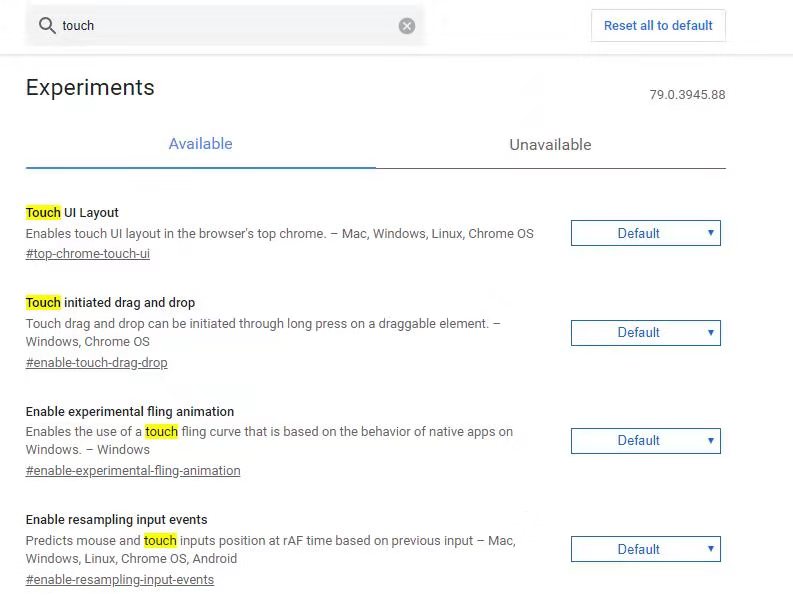 touch
Reset all to default
Experiments
79.0.3945.88
Available
Unavailable
Touch UI Layout
Enables touch UI layout in the browser's top chrome. – Mac, Windows, Linux, Chrome OS
#top-chrome-touch-ui
Default
Touch initiated drag and drop
Touch drag and drop can be initiated through long press on a draggable element. –
Windows, Chrome OS
#enable-touch-drag-drop
Default
Enable experimental fling animation
Enables the use of a touch fling curve that is based on the behavior of native apps on
Windows. – Windows
#enable-experimental-fling-animation
Default
Enable resampling input events
Predicts mouse and touch inputs position at rAF time based on previous input – Mac,
Windows, Linux, Chrome OS, Android
#enable-resampling-input-events
Default